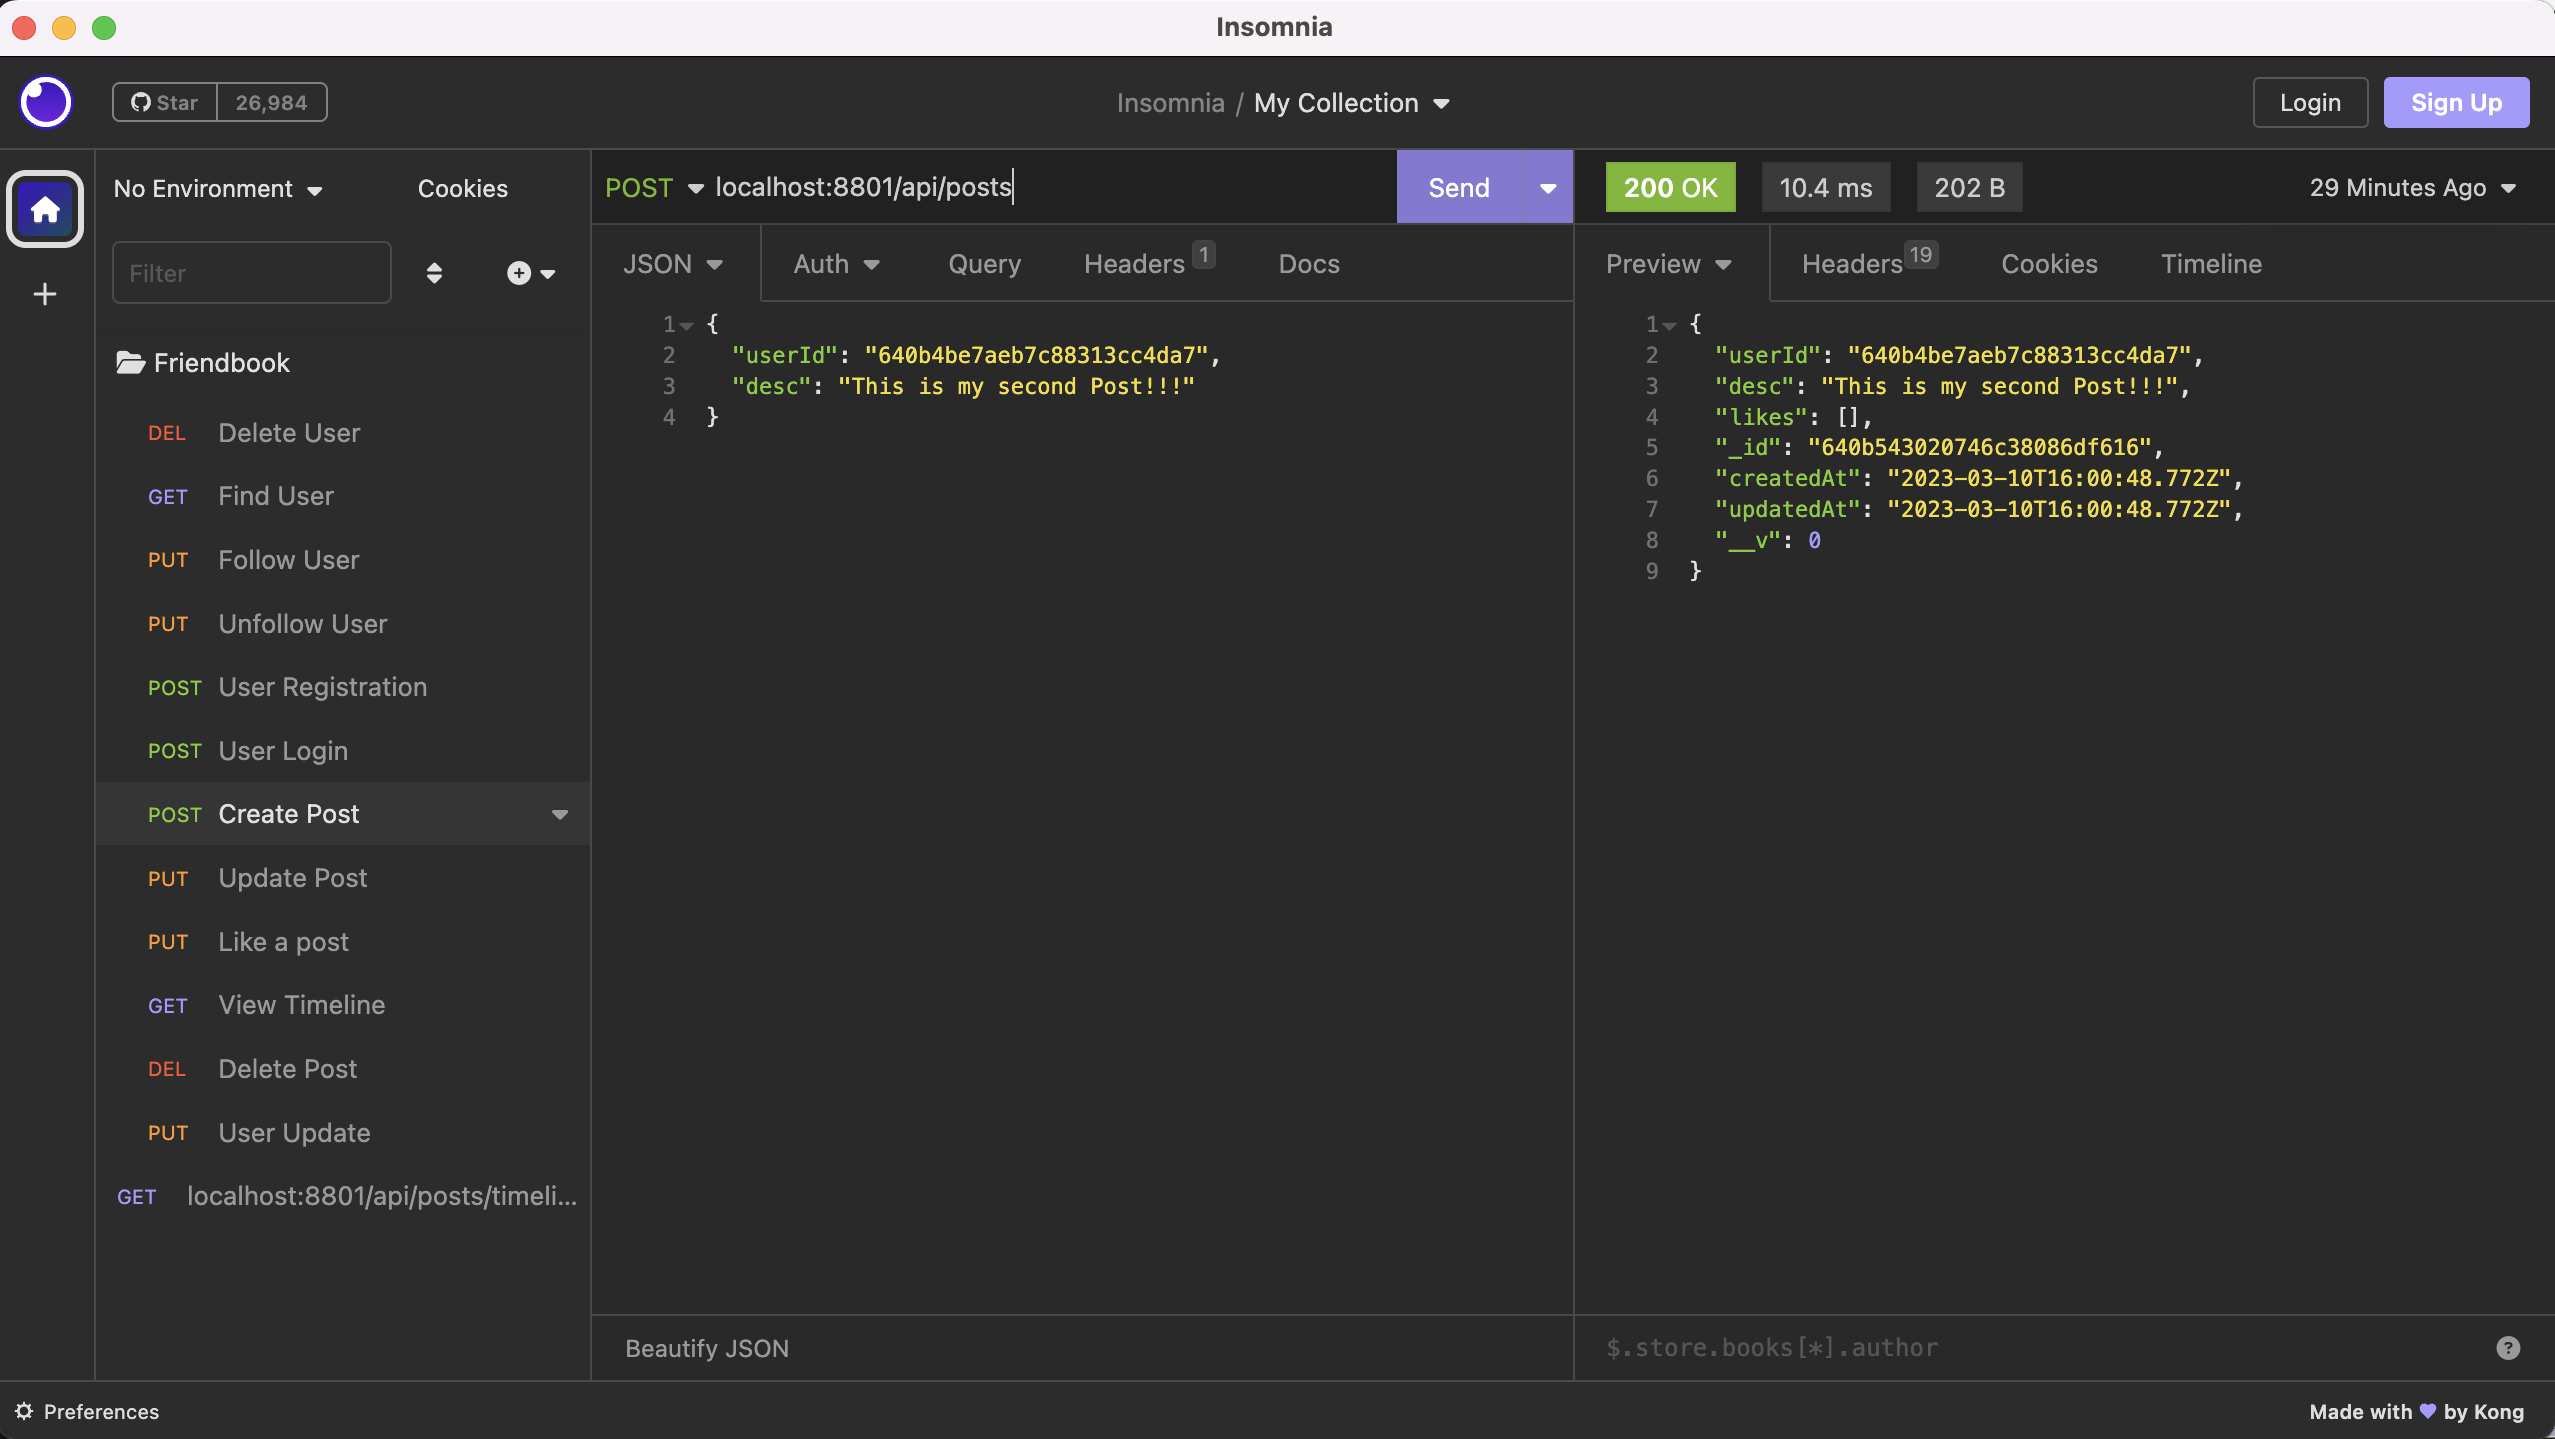 Insomnia
Star 26,984
Insomnia / My Collection
Login
Sign Up
No Environment
Cookies
Filter
Friendbook
DEL Delete User
GET Find User
PUT Follow User
PUT Unfollow User
POST User Registration
POST User Login
POST Create Post
PUT Update Post
PUT Like a post
GET View Timeline
DEL Delete Post
PUT User Update
GET localhost:8801/api/posts/timeli...
POST localhost:8801/api/posts
Send
JSON Auth Query Headers 1 Docs
1 {
2 "userId": "640b4be7aeb7c88313cc4da7",
3 "desc": "This is my second Post!!!"
4 }
Beautify JSON
200 OK 10.4 ms 202 B 29 Minutes Ago
Preview Headers 19 Cookies Timeline
1 {
2 "userId": "640b4be7aeb7c88313cc4da7",
3 "desc": "This is my second Post!!!",
4 "likes": [],
5 "_id": "640b543020746c38086df616",
6 "createdAt": "2023-03-10T16:00:48.772Z",
7 "updatedAt": "2023-03-10T16:00:48.772Z",
8 "__v": 0
9 }
$.store.books[*].author ?
Preferences
Made with by Kong